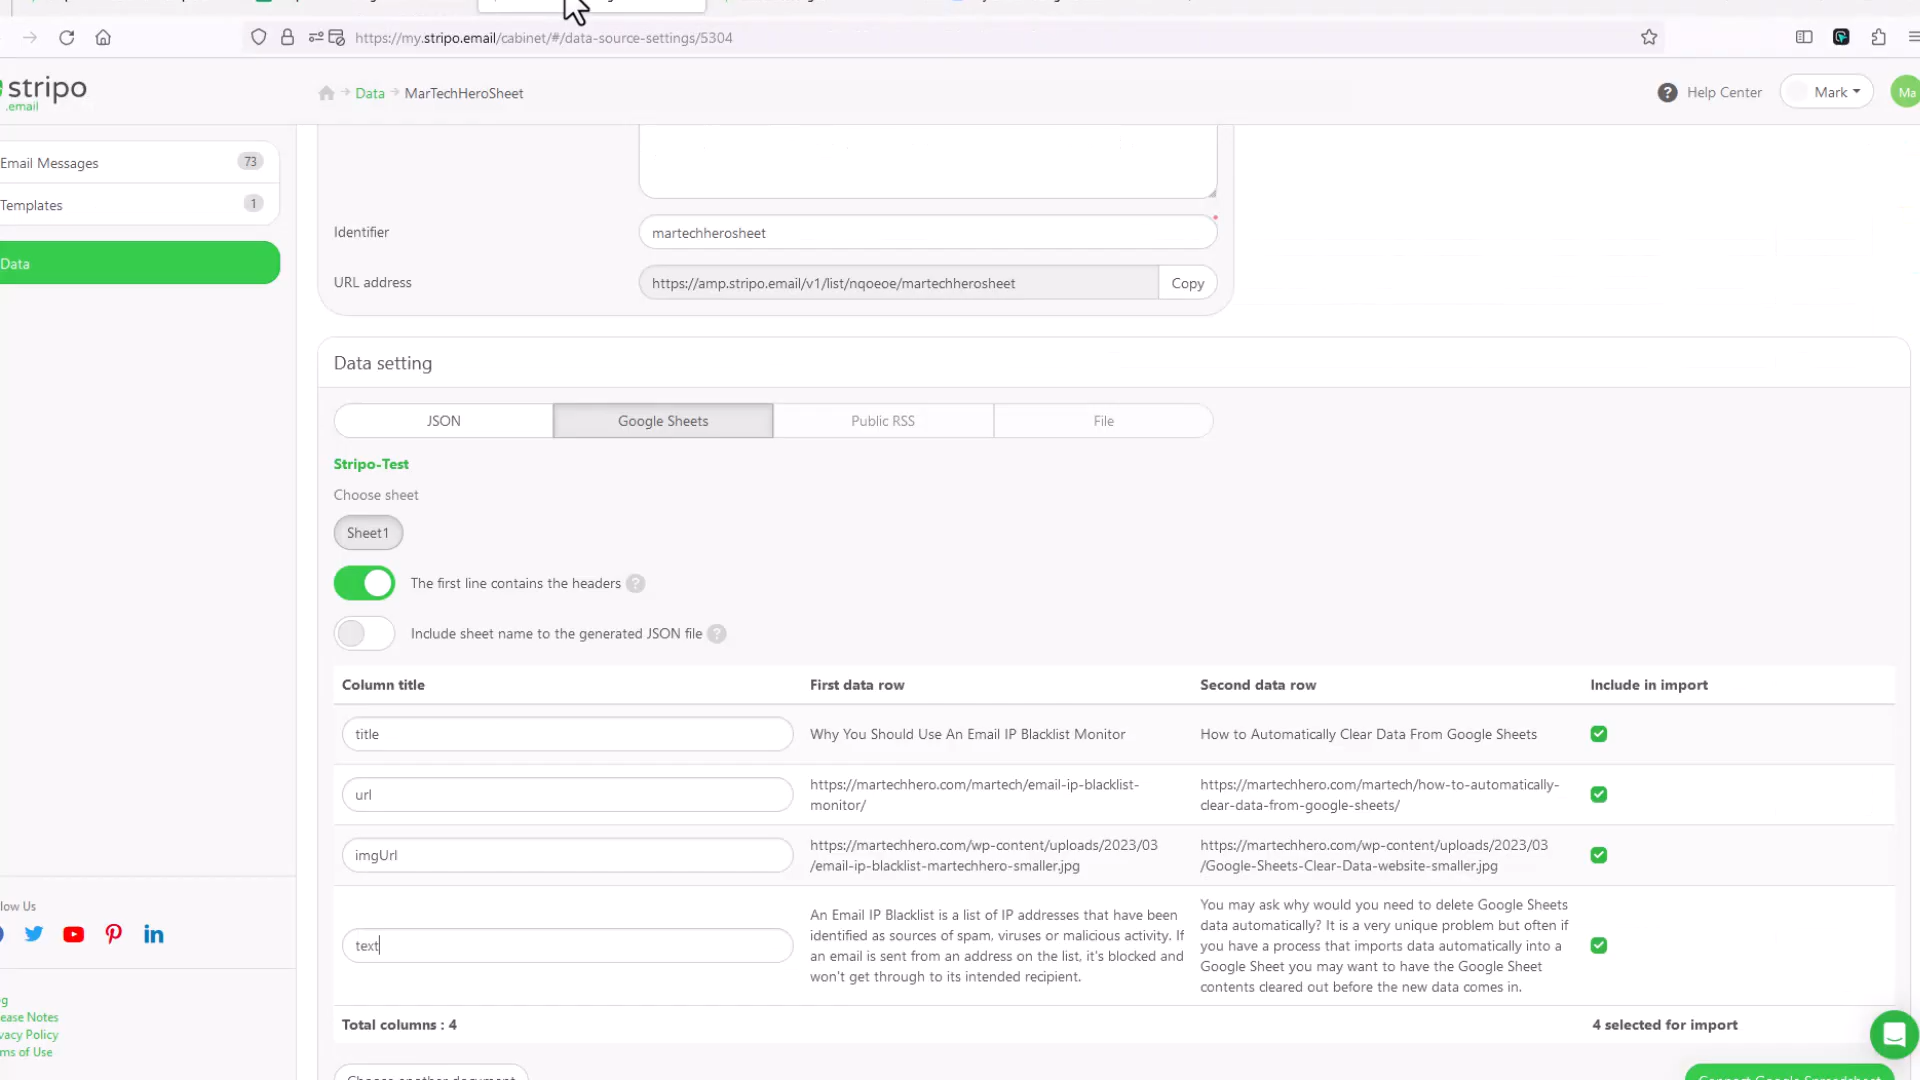 https://my.stripo.email/cabinet/#/data-source-settings/5304
stripo
.email
Data
MarTechHeroSheet
Help Center
Mark
Ma
Email Messages
73
Templates
1
Data
Identifier
martechherosheet
URL address
https://amp.stripo.email/v1/list/nqoeoe/martechherosheet
Copy
Data setting
JSON
Google Sheets
Public RSS
File
Stripo-Test
Choose sheet
Sheet1
The first line contains the headers ?
Include sheet name to the generated JSON file ?
Column title
First data row
Second data row
Include in import
title
Why You Should Use An Email IP Blacklist Monitor
How to Automatically Clear Data From Google Sheets
url
https://martechhero.com/martech/email-ip-blacklist-
monitor/
https://martechhero.com/martech/how-to-automatically-
clear-data-from-google-sheets/
imgUrl
https://martechhero.com/wp-content/uploads/2023/03
/email-ip-blacklist-martechhero-smaller.jpg
https://martechhero.com/wp-content/uploads/2023/03
/Google-Sheets-Clear-Data-website-smaller.jpg
text
An Email IP Blacklist is a list of IP addresses that have been
identified as sources of spam, viruses or malicious activity. If
an email is sent from an address on the list, it's blocked and
won't get through to its intended recipient.
You may ask why would you need to delete Google Sheets
data automatically? It is a very unique problem but often if
you have a process that imports data automatically into a
Google Sheet you may want to have the Google Sheet
contents cleared out before the new data comes in.
Total columns : 4
4 selected for import
Choose another document
Connect Google Spreadsheet
low Us
g
ease Notes
vacy Policy
ms of Use